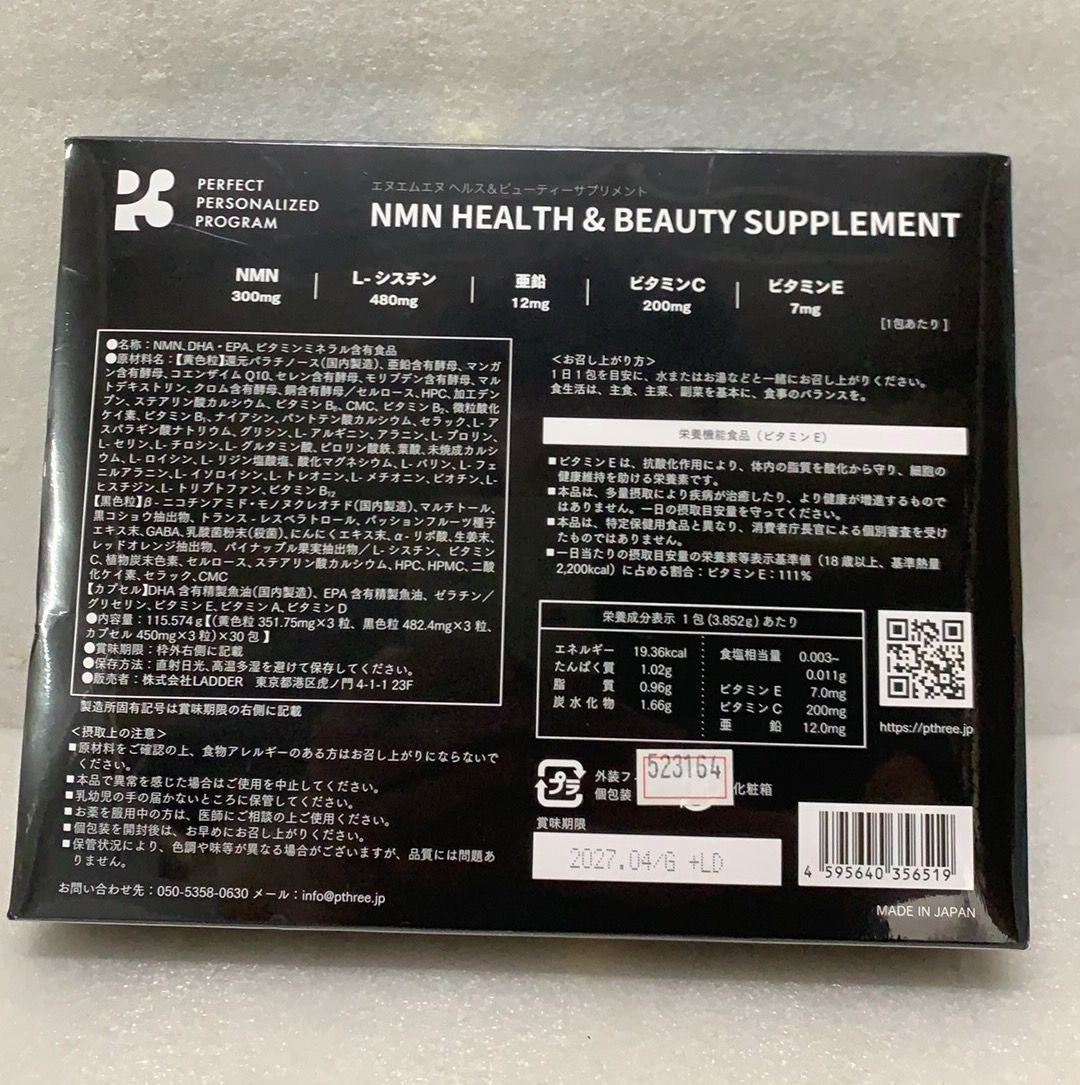 PERFECT
PERSONALIZED
PROGRAM
エヌエムエヌ ヘルス&ビューティーサプリメント
NMN HEALTH & BEAUTY SUPPLEMENT
NMN
300mg
L-シスチン
480mg
亜鉛
12mg
ビタミンC
200mg
ビタミンE
7mg
[1包あたり]
●名称:NMN、DHA・EPA、ビタミンミネラル含有食品
●原材料名:【黄色粒】還元パラチノース(国内製造)、亜鉛含有酵母、マンガ
ン含有酵母、コエンザイムQ10、セレン含有酵母、モリブデン含有酵母、マル
トデキストリン、クロム含有酵母、銅含有酵母/セルロース、HPC、加工デン
プン、ステアリン酸カルシウム、ビタミンB₆、CMC、ビタミンB₂、微粒酸化
ケイ素、ビタミンB₁、ナイアシン、パントテン酸カルシウム、セラック、L-ア
スパラギン酸ナトリウム、グリシン、L-アルギニン、アラニン、L-プロリン、
L-セリン、L-チロシン、L-グルタミン酸、ピロリン酸鉄、葉酸、未焼成カルシ
ウム、L-ロイシン、L-リジン塩酸塩、酸化マグネシウム、L-バリン、L-フェ
ニルアラニン、L-イソロイシン、L-トレオニン、L-メチオニン、ビオチン、L-
ヒスチジン、L-トリプトファン、ビタミンB₁₂
【黒色粒】β-ニコチンアミド・モノヌクレオチド(国内製造)、マルチトール、
黒コショウ抽出物、トランス-レスベラトロール、パッションフルーツ種子
エキス末、GABA、乳酸菌粉末(殺菌)、にんにくエキス末、α-リポ酸、生姜末、
レッドオレンジ抽出物、パイナップル果実抽出物/L-シスチン、ビタミン
C、植物炭末色素、セルロース、ステアリン酸カルシウム、HPC、HPMC、二酸
化ケイ素、セラック、CMC
【カプセル】DHA含有精製魚油(国内製造)、EPA含有精製魚油、ゼラチン/
グリセリン、ビタミンE、ビタミンA、ビタミンD
●内容量:115.574g【(黄色粒 351.75mg×3粒、黒色粒 482.4mg×3粒、
カプセル 450mg×3粒)×30包】
●賞味期限:枠外右側に記載
●保存方法:直射日光、高温多湿を避けて保存してください。
●販売者:株式会社LADDER 東京都港区虎ノ門4-1-1 23F
製造所固有記号は賞味期限の右側に記載
<摂取上の注意>
■原材料をご確認の上、食物アレルギーのある方はお召し上がりにならないで
ください。
■本品で異常を感じた場合はご使用を中止してください。
■乳幼児の手の届かないところに保管してください。
■お薬を服用中の方は、医師にご相談の上ご使用ください。
■個包装を開封後は、お早めにお召し上がりください。
■保管状況により、色調や味等が異なる場合がございますが、品質には問題あ
りません。
お問い合わせ先:050-5358-0630 メール:info@pthree.jp
<お召し上がり方>
1日1包を目安に、水またはお湯などと一緒にお召し上がりください。
食生活は、主食、主菜、副菜を基本に、食事のバランスを。
栄養機能食品(ビタミンE)
■ビタミンEは、抗酸化作用により、体内の脂質を酸化から守り、細胞の
健康維持を助ける栄養素です。
■本品は、多量摂取により疾病が治癒したり、より健康が増進するもので
はありません。一日の摂取目安量を守ってください。
■本品は、特定保健用食品と異なり、消費者庁長官による個別審査を受け
たものではありません。
■一日当たりの摂取目安量の栄養素等表示基準値(18歳以上、基準熱量
2,200kcal)に占める割合:ビタミンE:111%
栄養成分表示 1包(3.852g)あたり
エネルギー 19.36kcal
たんぱく質 1.02g
脂質 0.96g
炭水化物 1.66g
食塩相当量 0.003~
0.011g
ビタミンE 7.0mg
ビタミンC 200mg
亜鉛 12.0mg
https://pthree.jp
プラ
外装フ
個包装
523164
化粧箱
賞味期限
2027.04/G +LD
4 595640 356519
MADE IN JAPAN